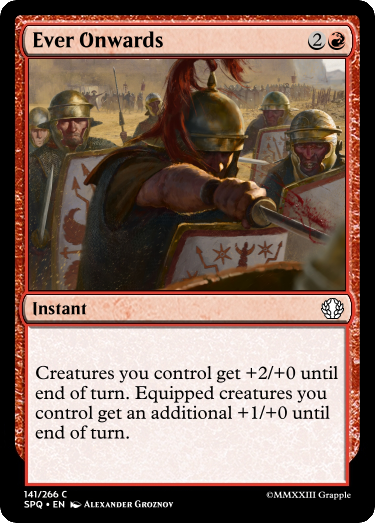 Ever Onwards 2
Instant
Creatures you control get +2/+0 until
end of turn. Equipped creatures you
control get an additional +1/+0 until
end of turn.
141/266 C
SPQ • EN Alexander Groznov
©MMXXIII Grapple